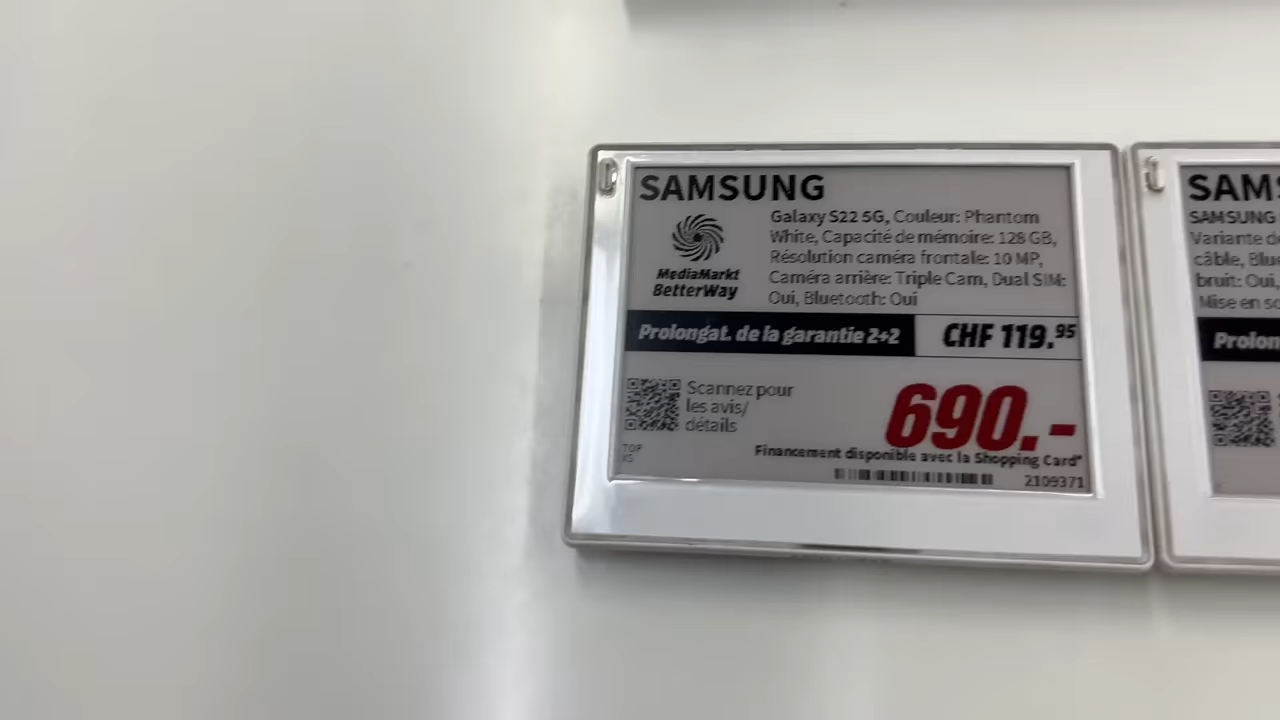 SAMSUNG
MediaMarkt
BetterWay
Galaxy S22 5G, Couleur: Phantom
White, Capacité de mémoire: 128 GB,
Résolution caméra frontale: 10 MP,
Caméra arrière: Triple Cam, Dual SIM:
Oui, Bluetooth: Oui
Prolongat. de la garantie 2+2
CHF 119.95
Scannez pour
les avis/
détails
690.-
TOP
Financement disponible avec la Shopping Card*
2109371
SAMS
SAMSUNG
Variante de
câble, Blue
bruit: Oui,
Mise en so
Prolon